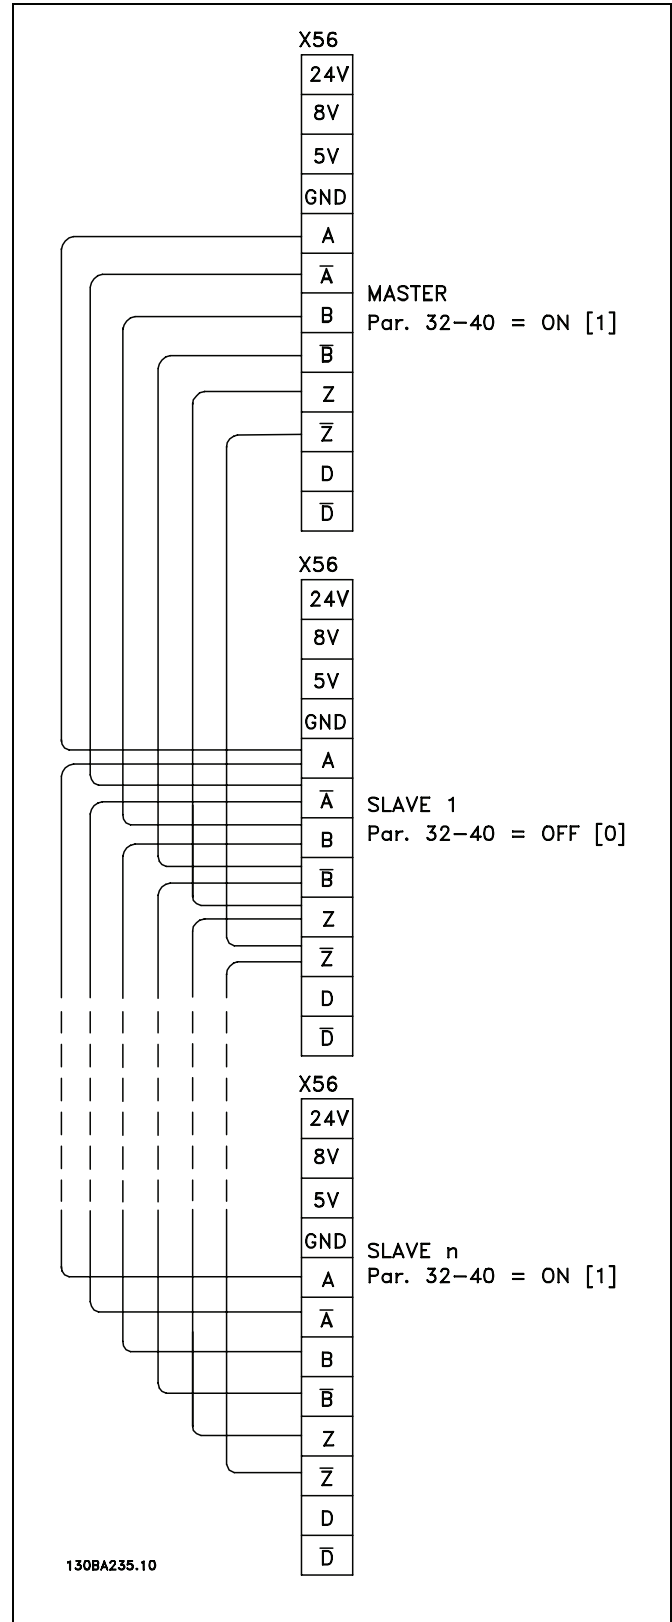 X56
24V
8V
5V
GND
A
A̅
B
B̅
Z
Z̅
D
D̅
MASTER
Par. 32-40 = ON [1]
X56
24V
8V
5V
GND
A
A̅
B
B̅
Z
Z̅
D
D̅
SLAVE 1
Par. 32-40 = OFF [0]
X56
24V
8V
5V
GND
A
A̅
B
B̅
Z
Z̅
D
D̅
SLAVE n
Par. 32-40 = ON [1]
130BA235.10